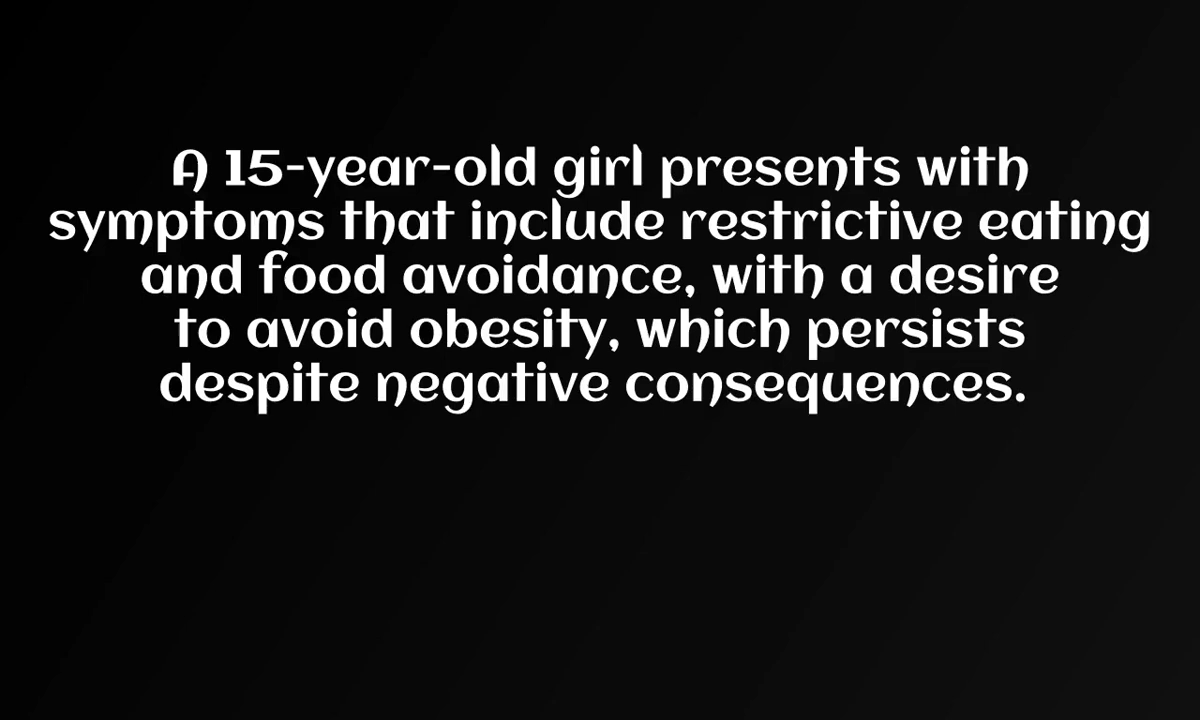 A 15-year-old girl presents with
symptoms that include restrictive eating
and food avoidance, with a desire
to avoid obesity, which persists
despite negative consequences.